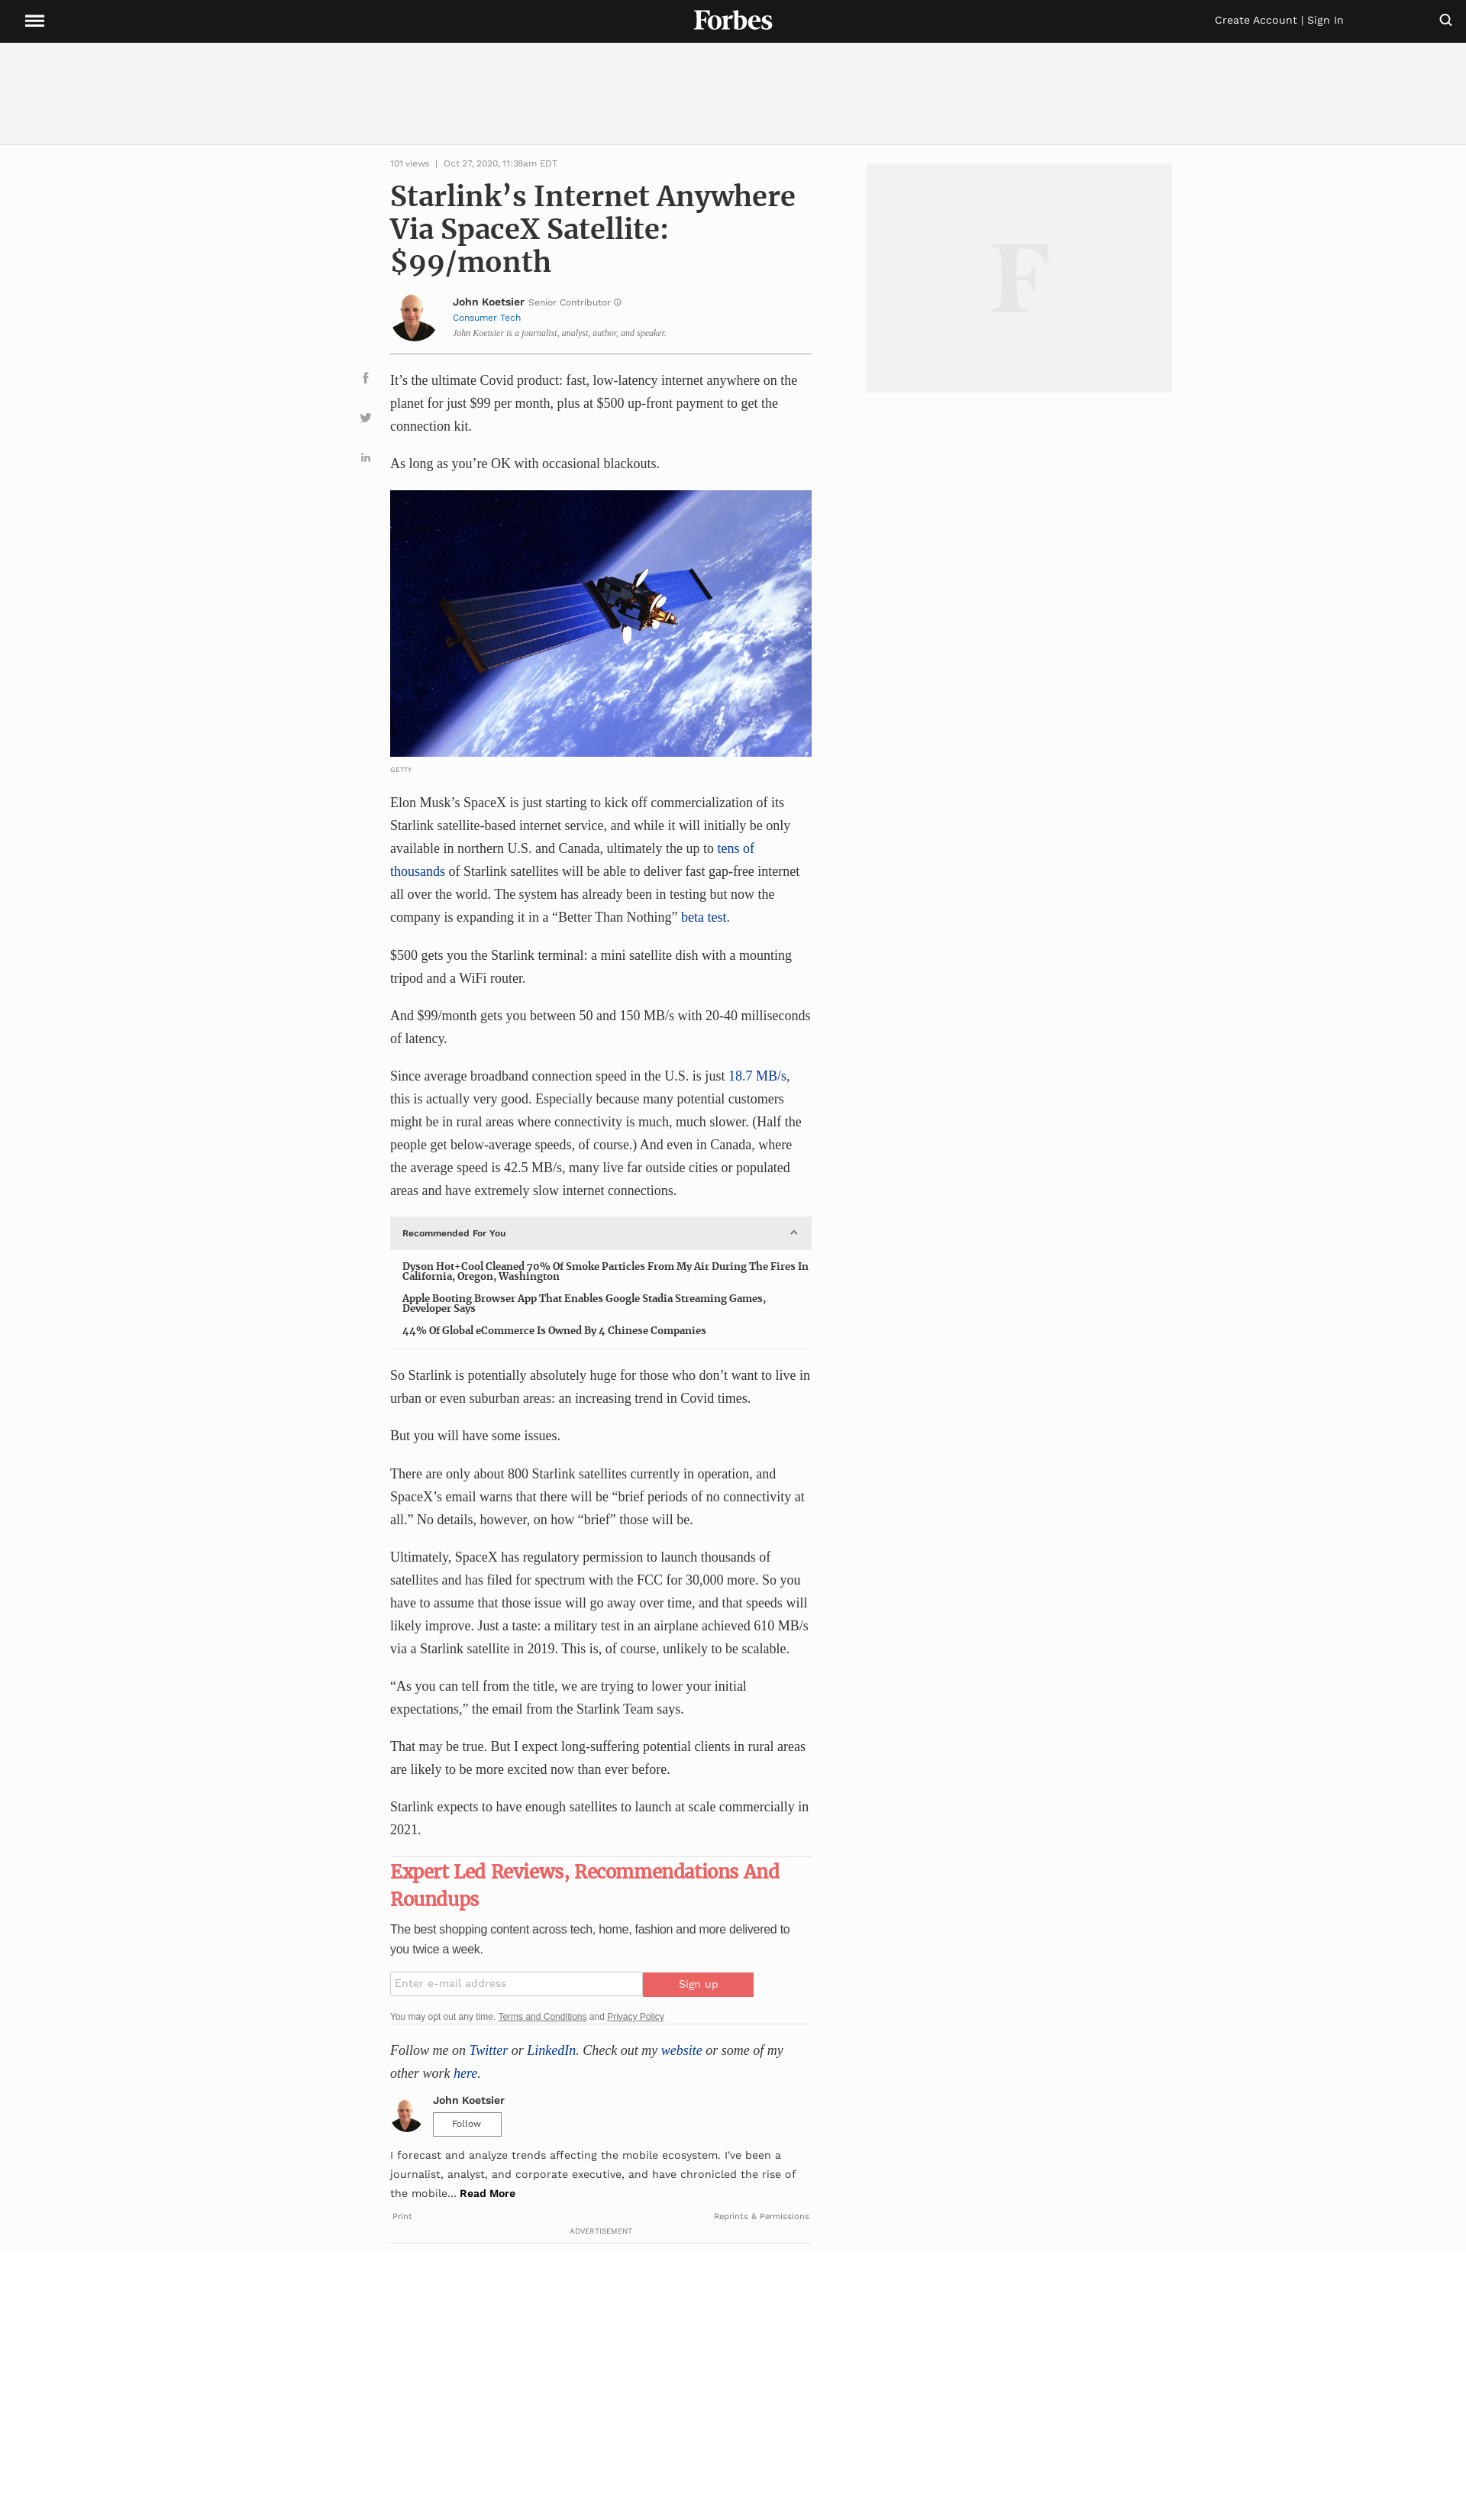 Forbes
Create Account | Sign In
101 views | Oct 27, 2020, 11:38am EDT
Starlink’s Internet Anywhere
Via SpaceX Satellite:
$99/month
John Koetsier Senior Contributor
Consumer Tech
John Koetsier is a journalist, analyst, author, and speaker.
F
It’s the ultimate Covid product: fast, low-latency internet anywhere on the
planet for just $99 per month, plus at $500 up-front payment to get the
connection kit.
As long as you’re OK with occasional blackouts.
GETTY
Elon Musk’s SpaceX is just starting to kick off commercialization of its
Starlink satellite-based internet service, and while it will initially be only
available in northern U.S. and Canada, ultimately the up to tens of
thousands of Starlink satellites will be able to deliver fast gap-free internet
all over the world. The system has already been in testing but now the
company is expanding it in a “Better Than Nothing” beta test.
$500 gets you the Starlink terminal: a mini satellite dish with a mounting
tripod and a WiFi router.
And $99/month gets you between 50 and 150 MB/s with 20-40 milliseconds
of latency.
Since average broadband connection speed in the U.S. is just 18.7 MB/s,
this is actually very good. Especially because many potential customers
might be in rural areas where connectivity is much, much slower. (Half the
people get below-average speeds, of course.) And even in Canada, where
the average speed is 42.5 MB/s, many live far outside cities or populated
areas and have extremely slow internet connections.
Recommended For You
Dyson Hot+Cool Cleaned 70% Of Smoke Particles From My Air During The Fires In
California, Oregon, Washington
Apple Booting Browser App That Enables Google Stadia Streaming Games,
Developer Says
44% Of Global eCommerce Is Owned By 4 Chinese Companies
So Starlink is potentially absolutely huge for those who don’t want to live in
urban or even suburban areas: an increasing trend in Covid times.
But you will have some issues.
There are only about 800 Starlink satellites currently in operation, and
SpaceX’s email warns that there will be “brief periods of no connectivity at
all.” No details, however, on how “brief” those will be.
Ultimately, SpaceX has regulatory permission to launch thousands of
satellites and has filed for spectrum with the FCC for 30,000 more. So you
have to assume that those issue will go away over time, and that speeds will
likely improve. Just a taste: a military test in an airplane achieved 610 MB/s
via a Starlink satellite in 2019. This is, of course, unlikely to be scalable.
“As you can tell from the title, we are trying to lower your initial
expectations,” the email from the Starlink Team says.
That may be true. But I expect long-suffering potential clients in rural areas
are likely to be more excited now than ever before.
Starlink expects to have enough satellites to launch at scale commercially in
2021.
Expert Led Reviews, Recommendations And
Roundups
The best shopping content across tech, home, fashion and more delivered to
you twice a week.
Enter e-mail address
Sign up
You may opt out any time. Terms and Conditions and Privacy Policy
Follow me on Twitter or LinkedIn. Check out my website or some of my
other work here.
John Koetsier
Follow
I forecast and analyze trends affecting the mobile ecosystem. I've been a
journalist, analyst, and corporate executive, and have chronicled the rise of
the mobile... Read More
Print
Reprints & Permissions
ADVERTISEMENT